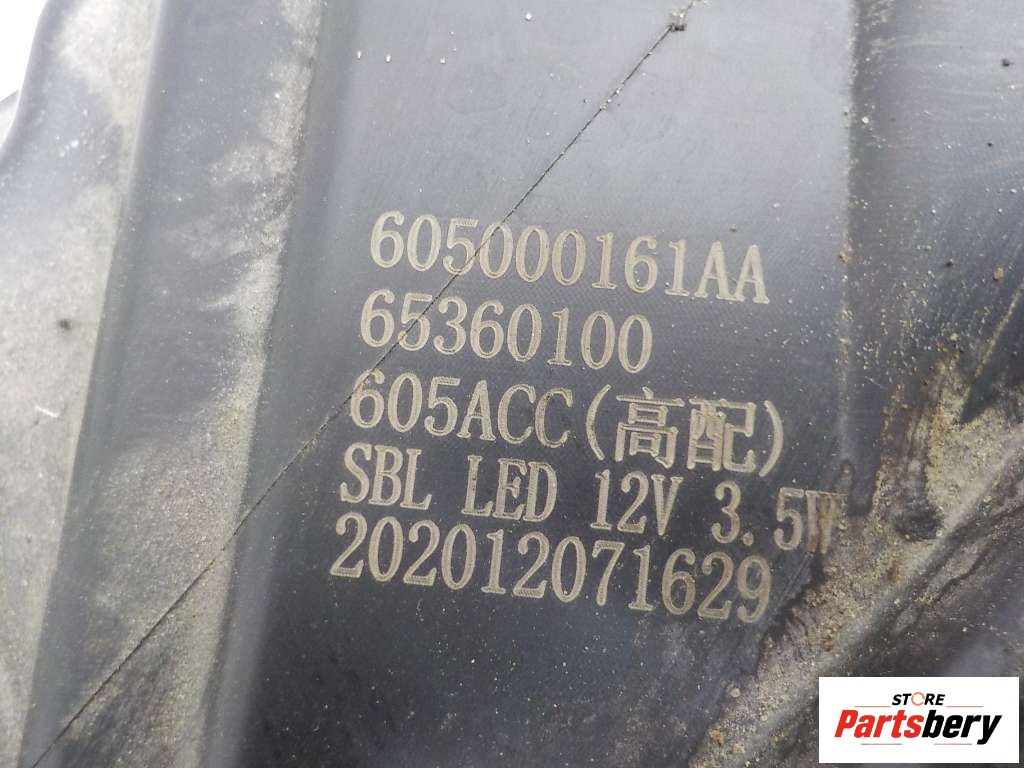 605000161AA
65360100
605ACC(高配)
SBL LED 12V 3.5W
202012071629
STORE
Partsbery